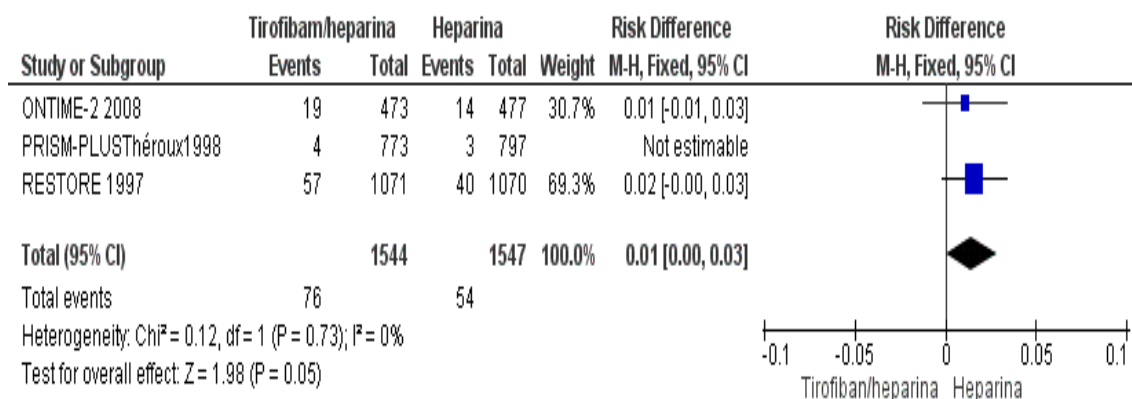 Tirofibam/heparina Heparina Risk Difference Risk Difference
Study or Subgroup Events Total Events Total Weight M-H, Fixed, 95% CI M-H, Fixed, 95% CI
ONTIME-2 2008 19 473 14 477 30.7% 0.01 [-0.01, 0.03]
PRISM-PLUSThéroux1998 4 773 3 797 Not estimable
RESTORE 1997 57 1071 40 1070 69.3% 0.02 [-0.00, 0.03]
Total (95% CI) 1544 1547 100.0% 0.01 [0.00, 0.03]
Total events 76 54
Heterogeneity: Chi² = 0.12, df = 1 (P = 0.73); I² = 0%
Test for overall effect: Z = 1.98 (P = 0.05)
-0.1 -0.05 0 0.05 0.1
Tirofiban/heparina Heparina